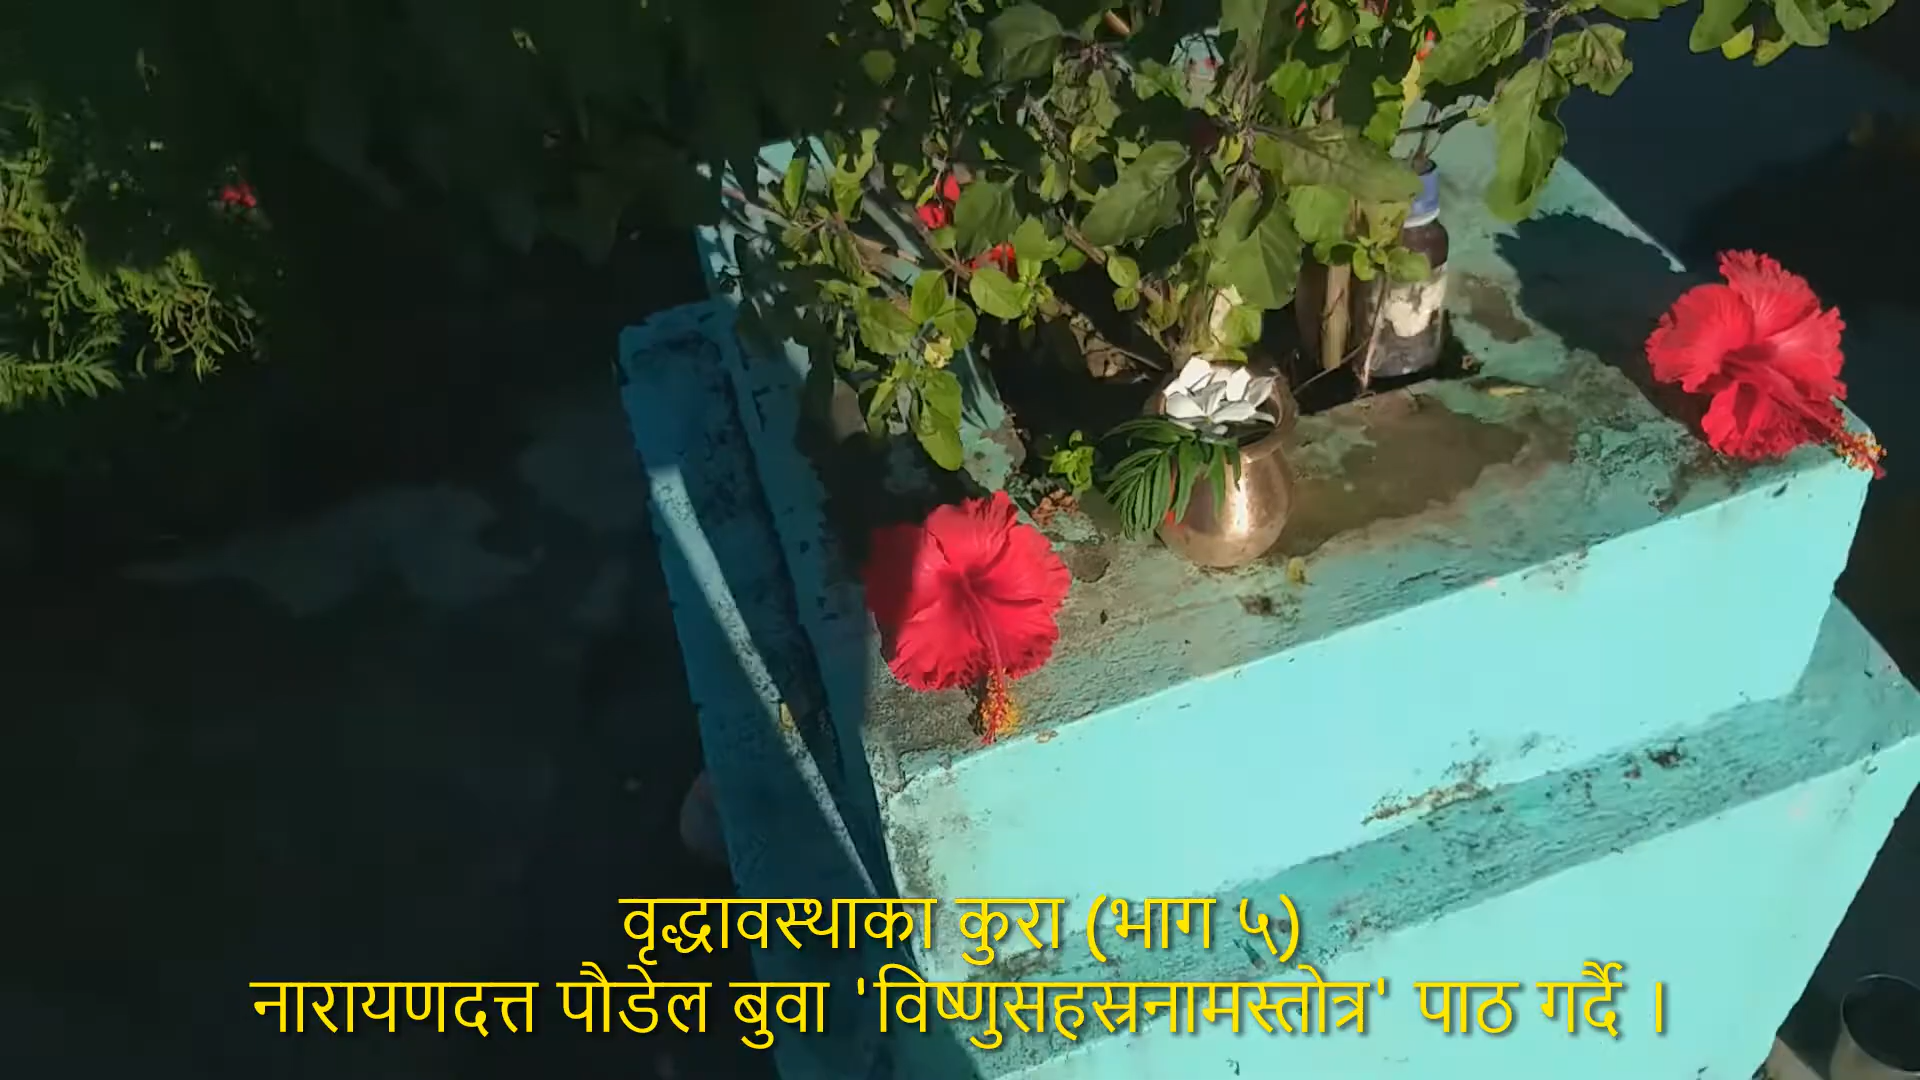 वृद्धावस्थाका कुरा (भाग ५)
नारायणदत्त पौडेल बुवा 'विष्णुसहस्रनामस्तोत्र' पाठ गर्दै ।